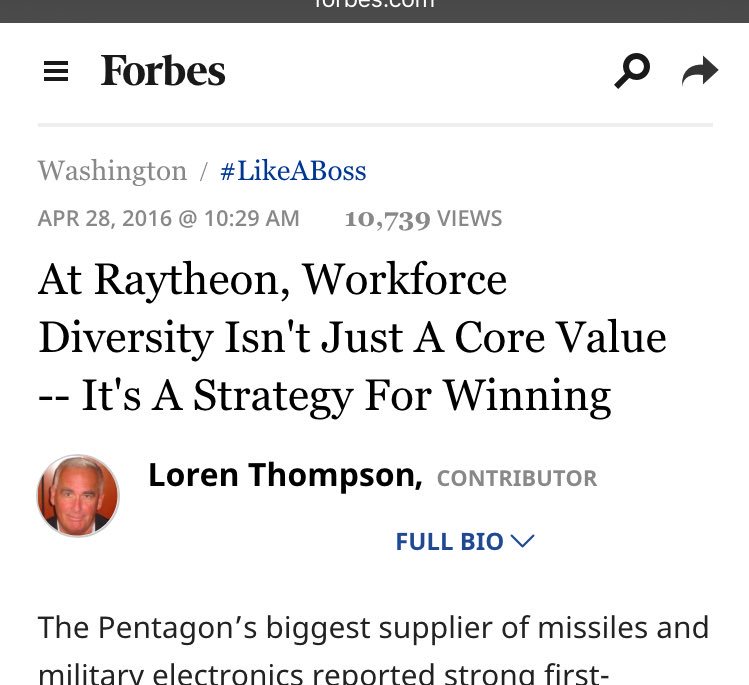 forbes.com
Forbes
Washington / #LikeABoss
APR 28, 2016 @ 10:29 AM 10,739 VIEWS
At Raytheon, Workforce
Diversity Isn't Just A Core Value
-- It's A Strategy For Winning
Loren Thompson, CONTRIBUTOR
FULL BIO
The Pentagon’s biggest supplier of missiles and
military electronics reported strong first-